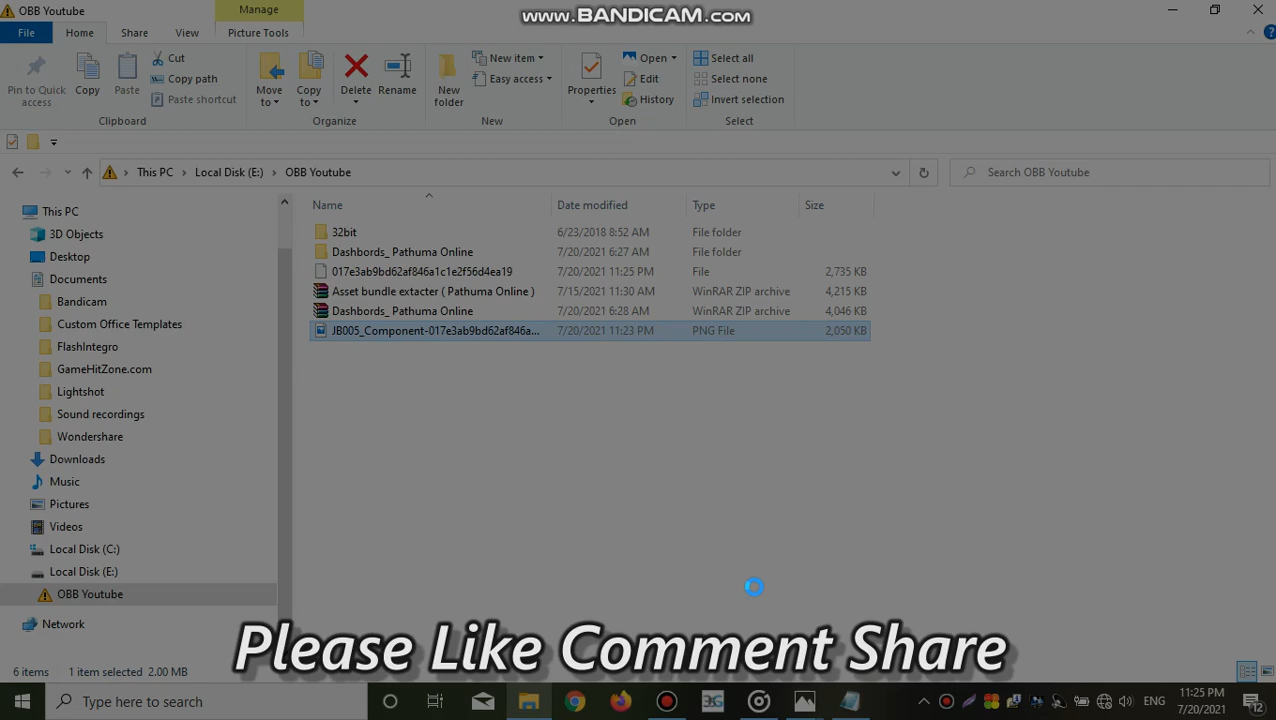 OBB Youtube
Manage
www.BANDICAM.com
File
Home
Share
View
Picture Tools
Pin to Quick access
Copy
Paste
Cut
Copy path
Paste shortcut
Clipboard
Move to
Copy to
Delete
Rename
Organize
New folder
New item
Easy access
New
Properties
Open
Edit
History
Open
Select all
Select none
Invert selection
Select
This PC
Local Disk (E:)
OBB Youtube
Search OBB Youtube
Name Date modified Type Size
32bit 6/23/2018 8:52 AM File folder
Dashbords_ Pathuma Online 7/20/2021 6:27 AM File folder
017e3ab9bd62af846a1c1e2f56d4ea19 7/20/2021 11:25 PM File 2,735 KB
Asset bundle extacter ( Pathuma Online ) 7/15/2021 11:30 AM WinRAR ZIP archive 4,215 KB
Dashbords_ Pathuma Online 7/20/2021 6:28 AM WinRAR ZIP archive 4,046 KB
JB005_Component-017e3ab9bd62af846a... 7/20/2021 11:23 PM PNG File 2,050 KB
This PC
3D Objects
Desktop
Documents
Bandicam
Custom Office Templates
FlashIntegro
GameHitZone.com
Lightshot
Sound recordings
Wondershare
Downloads
Music
Pictures
Videos
Local Disk (C:)
Local Disk (E:)
OBB Youtube
Network
Please Like Comment Share
6 items 1 item selected 2.00 MB
Type here to search
3G
ENG
11:25 PM
7/20/2021
12